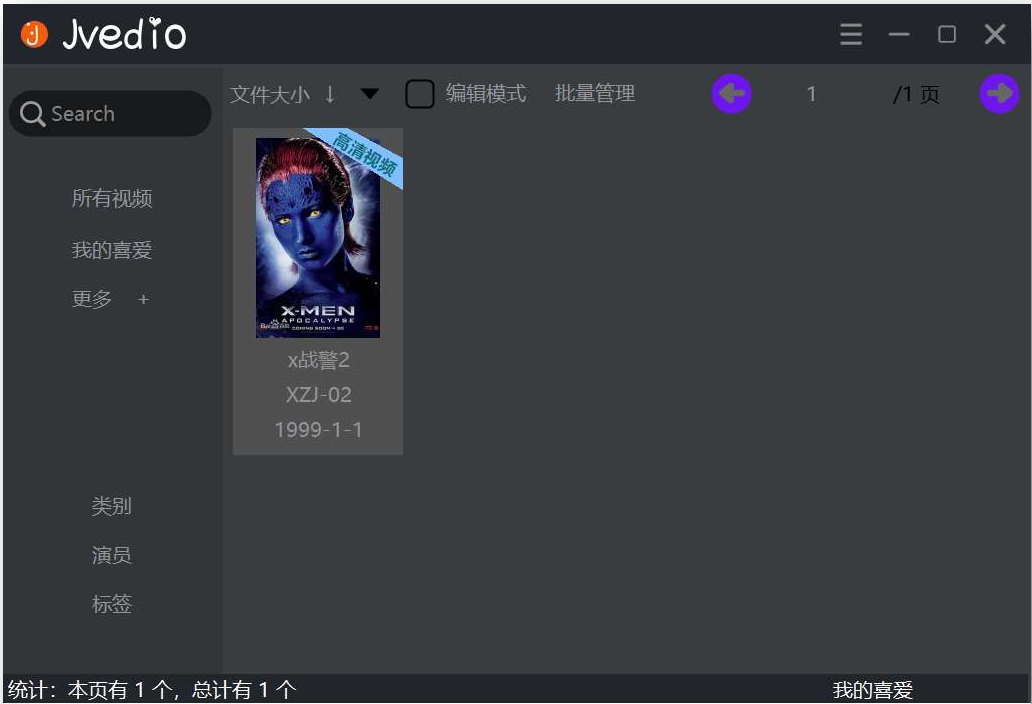 Jvedio
Search
文件大小 ↓ 编辑模式 批量管理 1 /1 页
所有视频
我的喜爱
更多 +
高清视频
X-MEN
APOCALYPSE
COMING SOON
x战警2
XZJ-02
1999-1-1
类别
演员
标签
统计：本页有 1 个，总计有 1 个 我的喜爱